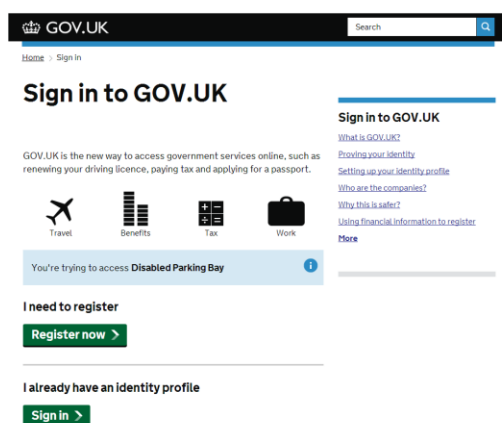 GOV.UK
Search
Home > Sign in
Sign in to GOV.UK
GOV.UK is the new way to access government services online, such as
renewing your driving licence, paying tax and applying for a passport.
Travel
Benefits
Tax
Work
You're trying to access Disabled Parking Bay
i
I need to register
Register now >
I already have an identity profile
Sign in >
Sign in to GOV.UK
What is GOV.UK?
Proving your identity
Setting up your identity profile
Who are the companies?
Why this is safer?
Using financial information to register
More